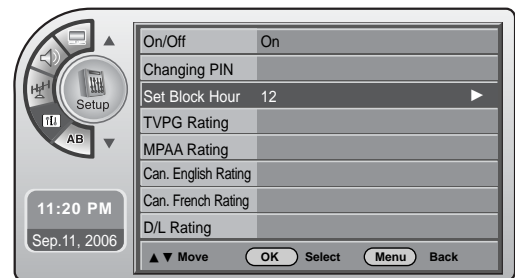 Setup
AB
11:20 PM
Sep.11, 2006
On/Off On
Changing PIN
Set Block Hour 12 ▶
TVPG Rating
MPAA Rating
Can. English Rating
Can. French Rating
D/L Rating
▲ ▼ Move OK Select Menu Back